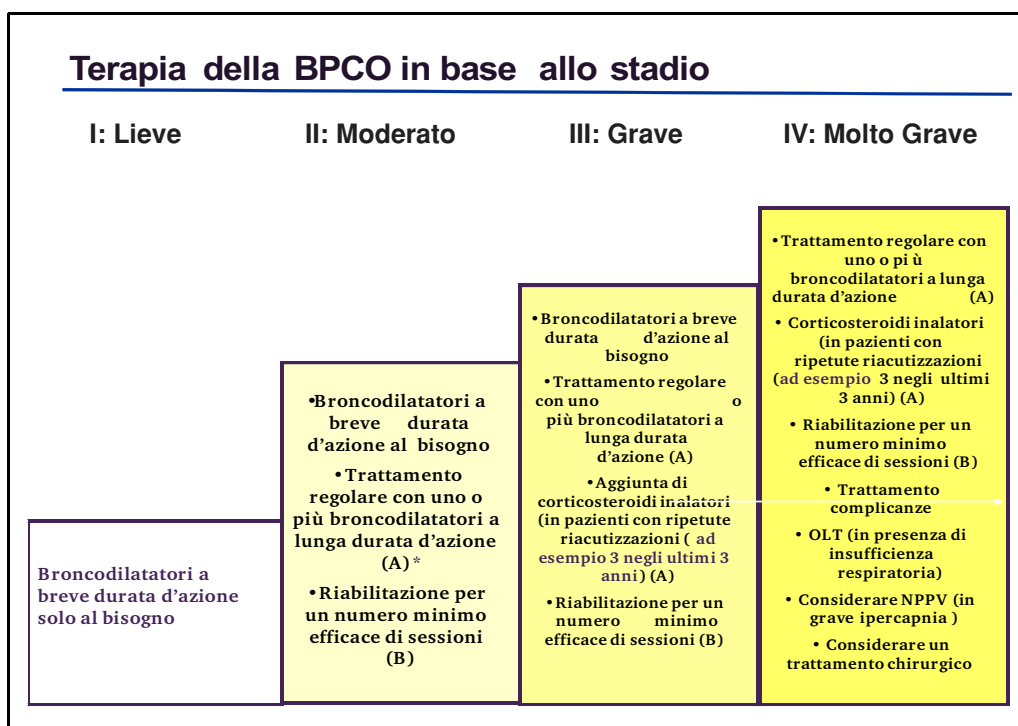 Terapia della BPCO in base allo stadio
I: Lieve
II: Moderato
III: Grave
IV: Molto Grave
Broncodilatatori a
breve durata d'azione
solo al bisogno
•Broncodilatatori a
breve durata
d'azione al bisogno
•Trattamento
regolare con uno o
più broncodilatatori a
lunga durata d'azione
(A)*
•Riabilitazione per
un numero minimo
efficace di sessioni
(B)
•Broncodilatatori a breve
durata d'azione al
bisogno
•Trattamento regolare
con uno o
più broncodilatatori a
lunga durata
d'azione (A)
•Aggiunta di
corticosteroidi inalatori
(in pazienti con ripetute
riacutizzazioni ( ad
esempio 3 negli ultimi 3
anni) (A)
•Riabilitazione per un
numero minimo
efficace di sessioni (B)
•Trattamento regolare con
uno o pi ù
broncodilatatori a lunga
durata d'azione (A)
• Corticosteroidi inalatori
(in pazienti con
ripetute riacutizzazioni
(ad esempio 3 negli ultimi
3 anni) (A)
• Riabilitazione per un
numero minimo
efficace di sessioni (B)
• Trattamento
complicanze
• OLT (in presenza di
insufficienza
respiratoria)
• Considerare NPPV (in
grave ipercapnia )
• Considerare un
trattamento chirurgico